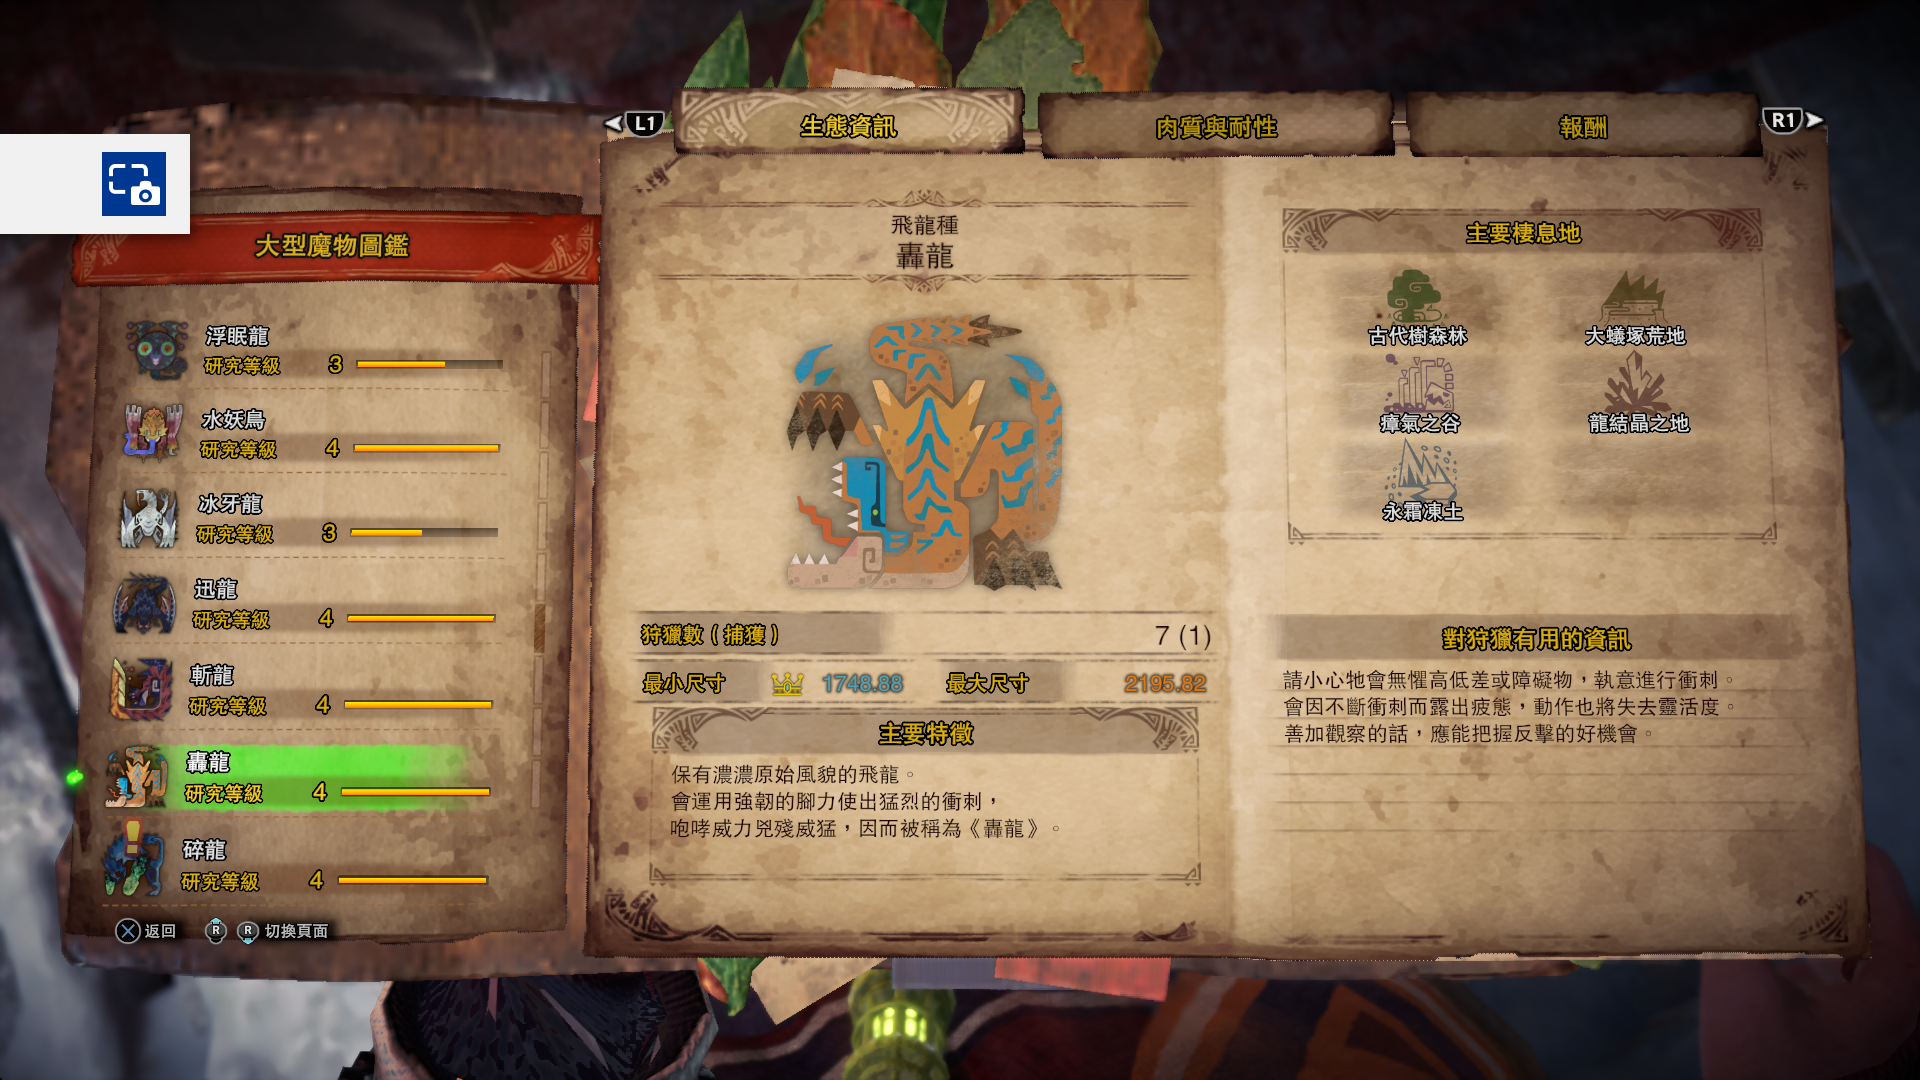 L1
生態資訊
肉質與耐性
報酬
R1
大型魔物圖鑑
浮眠龍
研究等級 3
水妖鳥
研究等級 4
冰牙龍
研究等級 3
迅龍
研究等級 4
斬龍
研究等級 4
轟龍
研究等級 4
碎龍
研究等級 4
返回
R R 切換頁面
飛龍種
轟龍
狩獵數(捕獲) 7 (1)
最小尺寸 1748.88 最大尺寸 2195.82
主要特徵
保有濃濃原始風貌的飛龍。
會運用強韌的腳力使出猛烈的衝刺,
咆哮威力兇殘威猛,因而被稱為《轟龍》。
主要棲息地
古代樹森林 大蟻塚荒地
瘴氣之谷 龍結晶之地
永霜凍土
對狩獵有用的資訊
請小心牠會無懼高低差或障礙物,執意進行衝刺。
會因不斷衝刺而露出疲態,動作也將失去靈活度。
善加觀察的話,應能把握反擊的好機會。